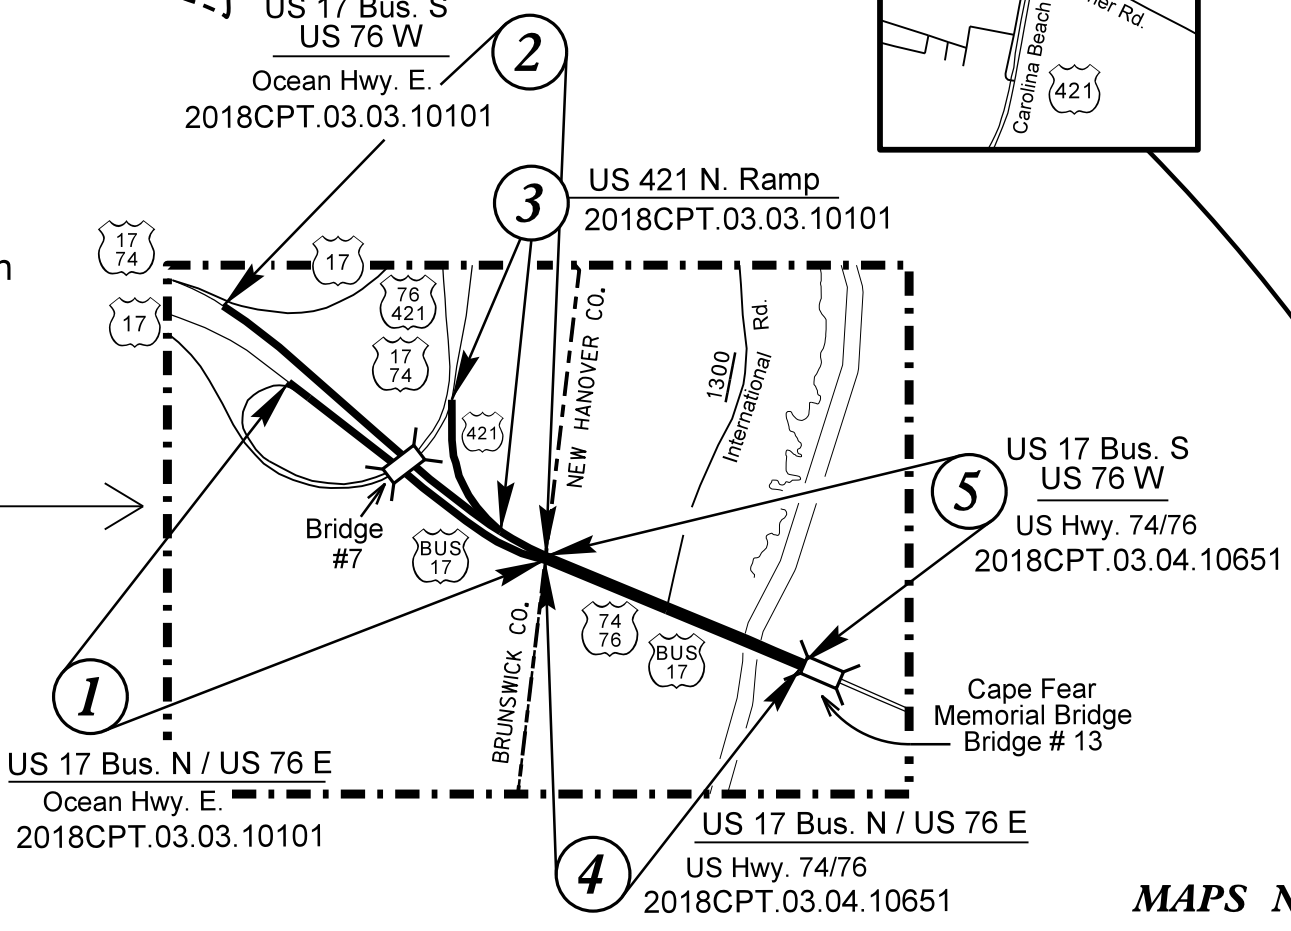 US 17 Bus. S
US 76 W
Ocean Hwy. E.
2018CPT.03.03.10101
2
Carolina Beach
Rd.
421
3
US 421 N. Ramp
2018CPT.03.03.10101
n
17
74
17
17
76
421
17
74
421
NEW HANOVER CO.
1300
International Rd.
Bridge
#7
BUS
17
5
US 17 Bus. S
US 76 W
US Hwy. 74/76
2018CPT.03.04.10651
74
76
BUS
17
BRUNSWICK CO.
1
Cape Fear
Memorial Bridge
Bridge # 13
US 17 Bus. N / US 76 E
Ocean Hwy. E.
2018CPT.03.03.10101
4
US 17 Bus. N / US 76 E
US Hwy. 74/76
2018CPT.03.04.10651
MAPS N